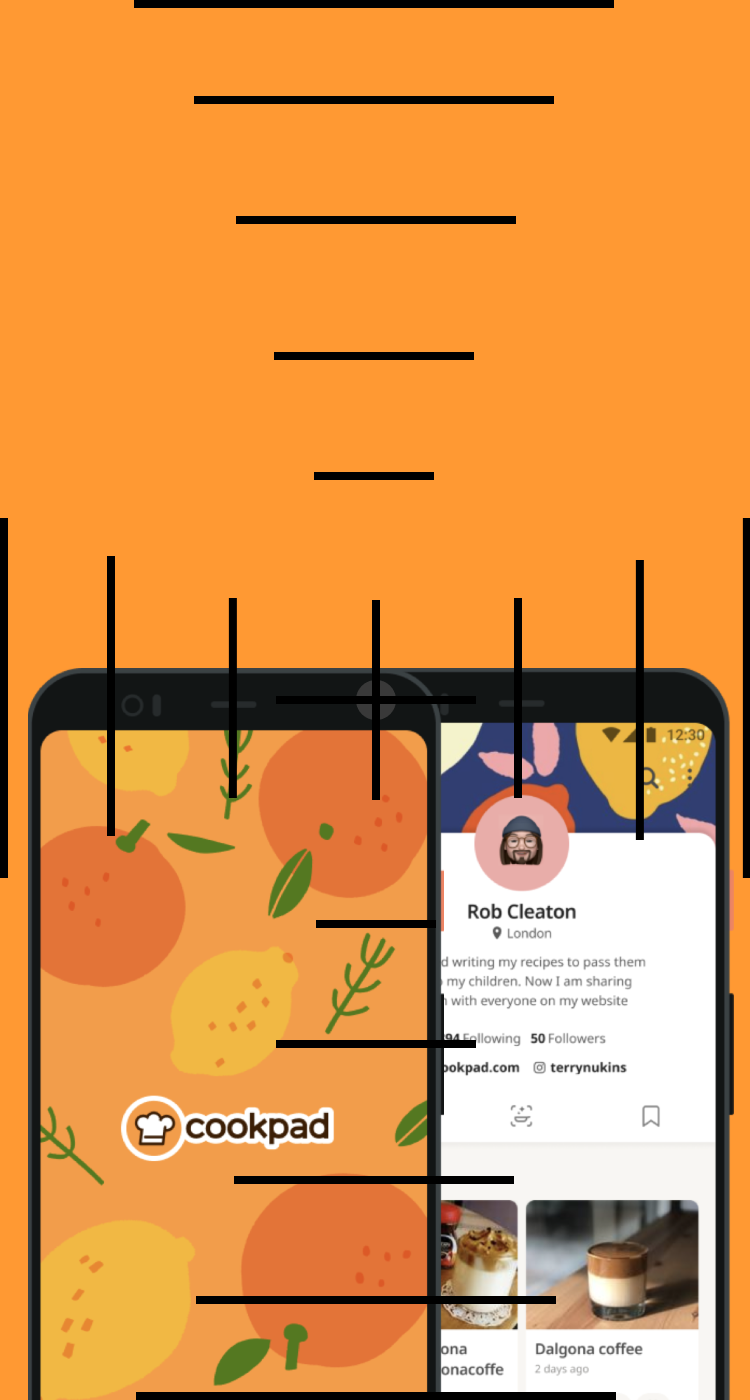 12:30
Rob Cleaton
London
d writing my recipes to pass them
my children. Now I am sharing
with everyone on my website
94 Following 50 Followers
ookpad.com terrynukins
cookpad
ona
onacoffe
Dalgona coffee
2 days ago